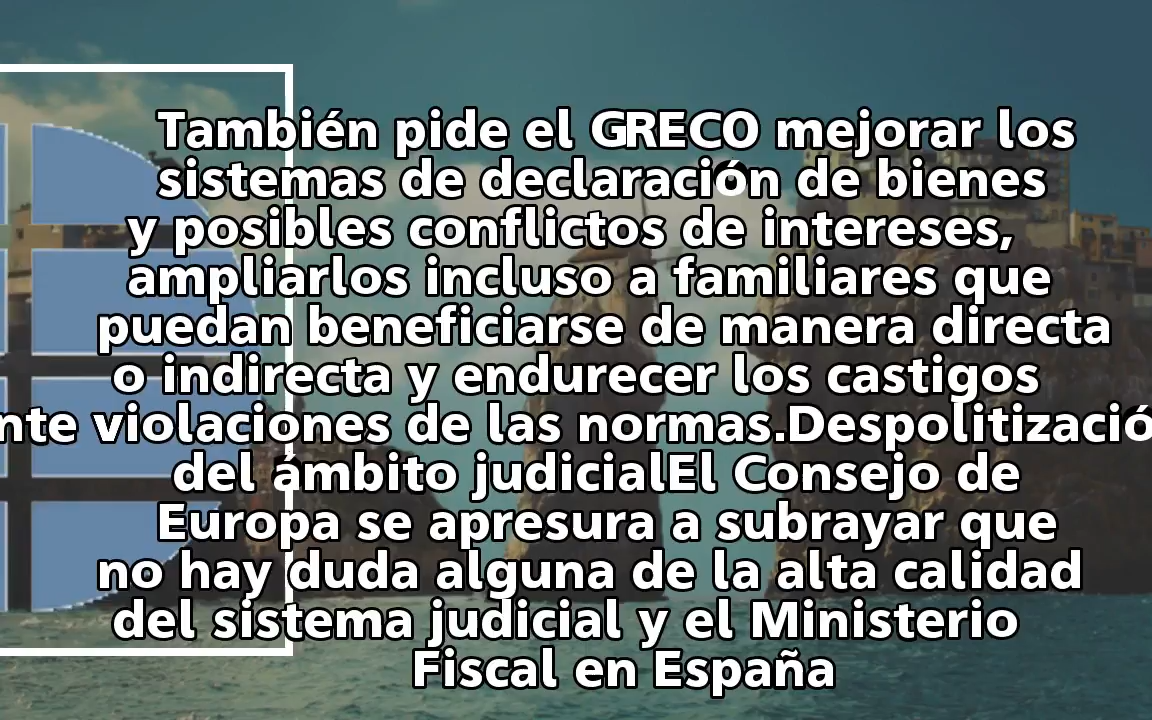 También pide el GRECO mejorar los
sistemas de declaración de bienes
y posibles conflictos de intereses,
ampliarlos incluso a familiares que
puedan beneficiarse de manera directa
o indirecta y endurecer los castigos
nte violaciones de las normas.Despolitizació
del ámbito judicialEl Consejo de
Europa se apresura a subrayar que
no hay duda alguna de la alta calidad
del sistema judicial y el Ministerio
Fiscal en España